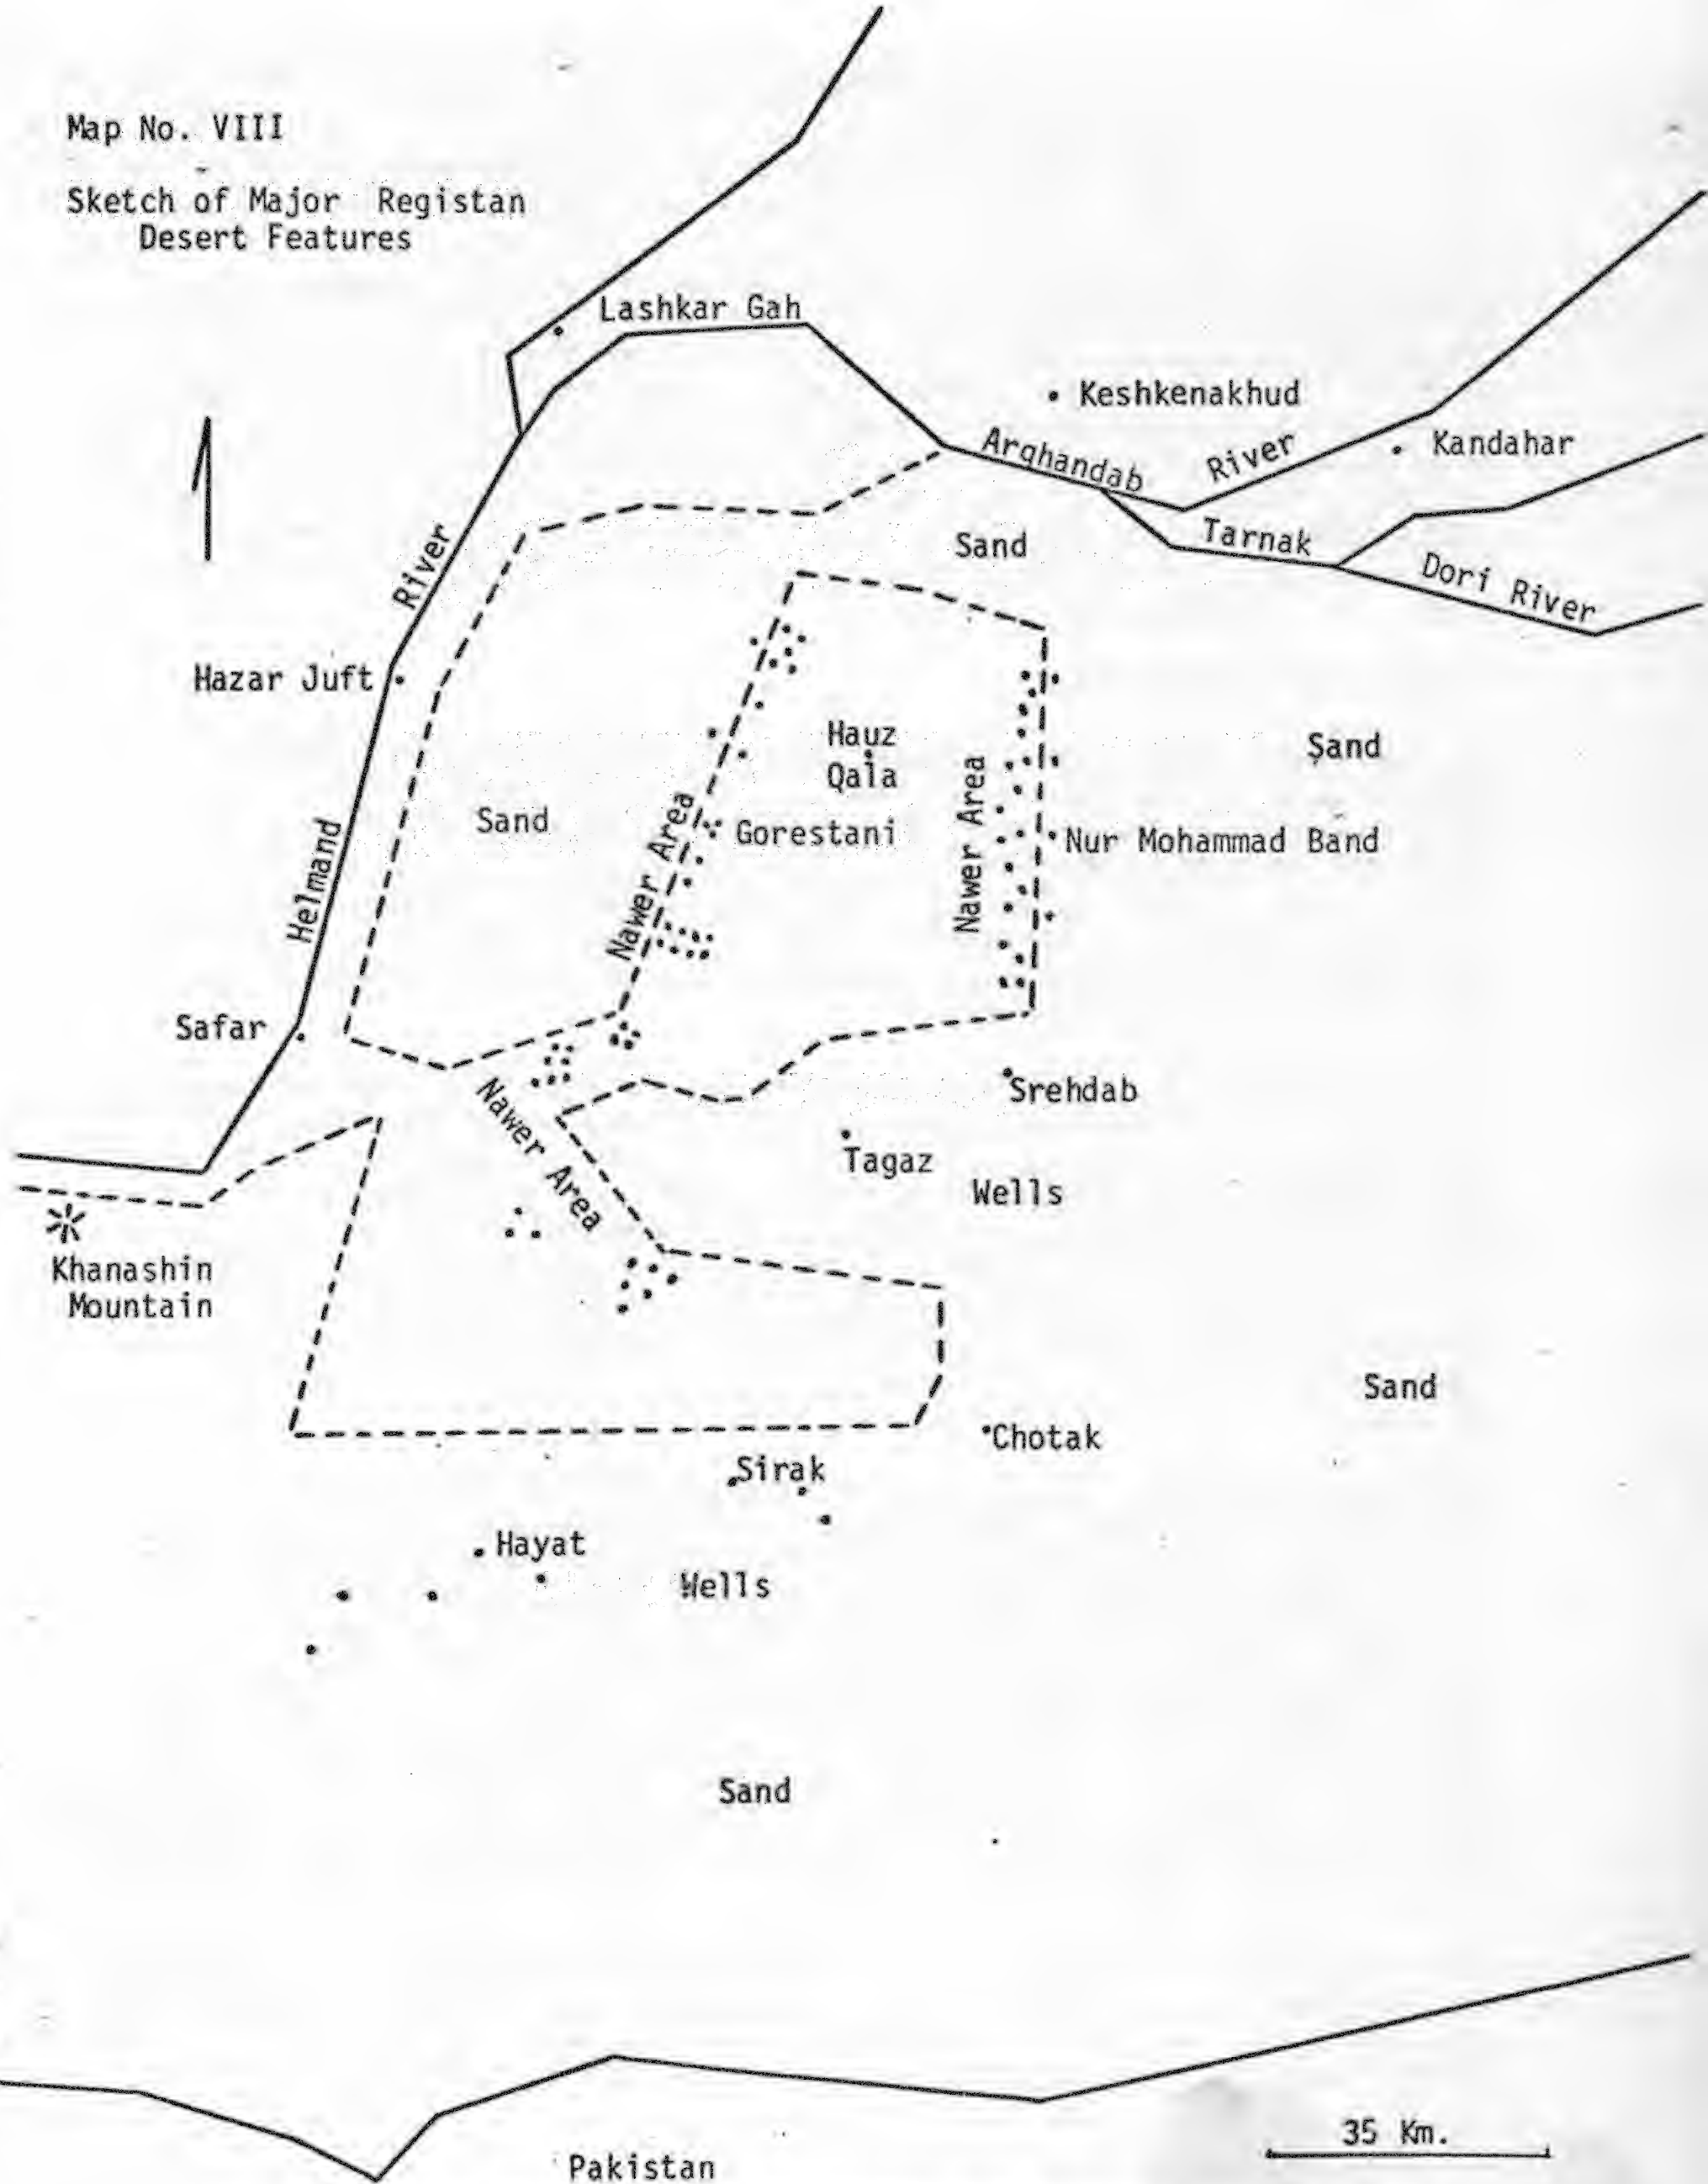 Map No. VIII
Sketch of Major Registan
Desert Features
Lashkar Gah
Keshkenakhud
Arghandab River
Kandahar
Tarnak
Dori River
Sand
River
Hazar Juft
Hauz
Qala
Sand
Sand
Nawer Area
Gorestani
Nawer Area
Nur Mohammad Band
Helmand
Safar
Srehdab
Nawer Area
Tagaz
Wells
Khanashin
Mountain
Sand
Chotak
Sirak
Hayat
Wells
Sand
35 Km.
Pakistan